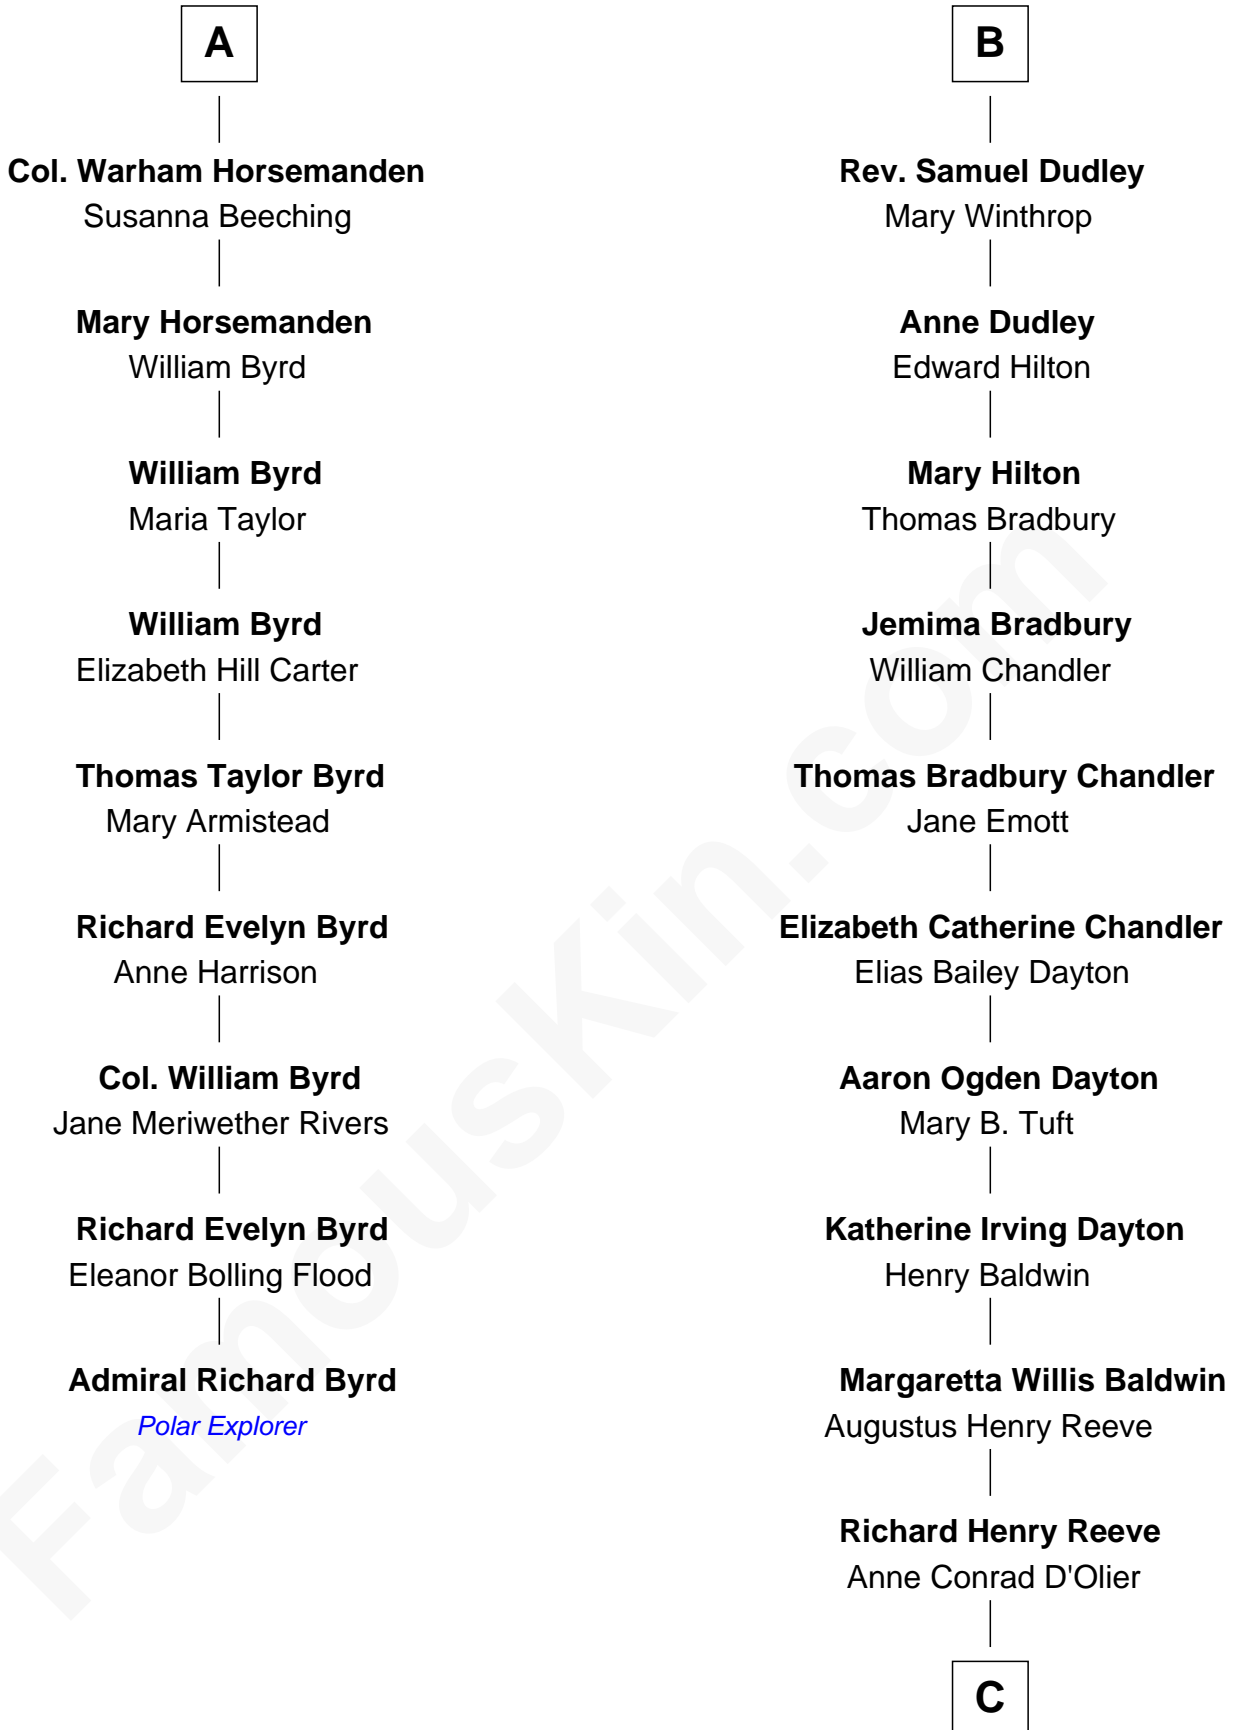 A
Col. Warham Horsemanden
Susanna Beeching
Mary Horsemanden
William Byrd
William Byrd
Maria Taylor
William Byrd
Elizabeth Hill Carter
Thomas Taylor Byrd
Mary Armistead
Richard Evelyn Byrd
Anne Harrison
Col. William Byrd
Jane Meriwether Rivers
Richard Evelyn Byrd
Eleanor Bolling Flood
Admiral Richard Byrd
Polar Explorer
B
Rev. Samuel Dudley
Mary Winthrop
Anne Dudley
Edward Hilton
Mary Hilton
Thomas Bradbury
Jemima Bradbury
William Chandler
Thomas Bradbury Chandler
Jane Emott
Elizabeth Catherine Chandler
Elias Bailey Dayton
Aaron Ogden Dayton
Mary B. Tuft
Katherine Irving Dayton
Henry Baldwin
Margaretta Willis Baldwin
Augustus Henry Reeve
Richard Henry Reeve
Anne Conrad D'Olier
C
FamousKin.com